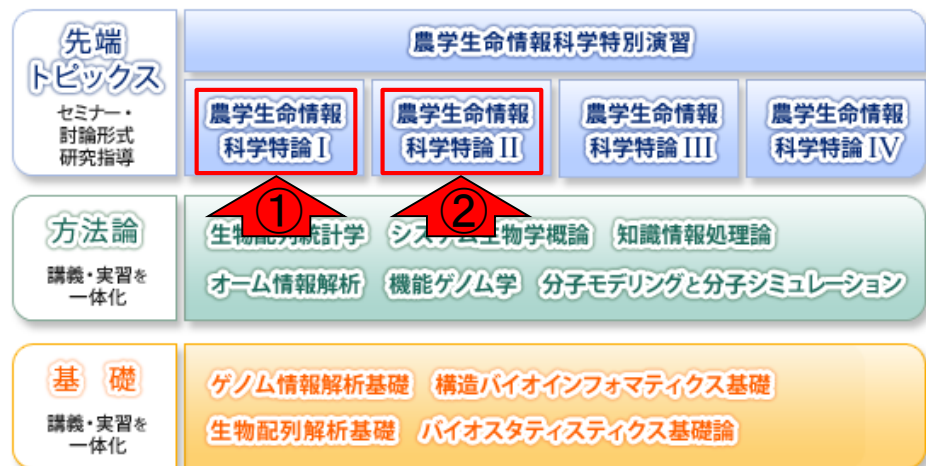 先端
トピックス
セミナー・
討論形式
研究指導
農学生命情報科学特別演習
農学生命情報
科学特論 I
農学生命情報
科学特論 II
農学生命情報
科学特論 III
農学生命情報
科学特論 IV
①
②
方法論
講義・実習を
一体化
生物配列統計学 システム生物学概論 知識情報処理論
オーム情報解析 機能ゲノム学 分子モデリングと分子シミュレーション
基礎
講義・実習を
一体化
ゲノム情報解析基礎 構造バイオインフォマティクス基礎
生物配列解析基礎 バイオスタティスティクス基礎論